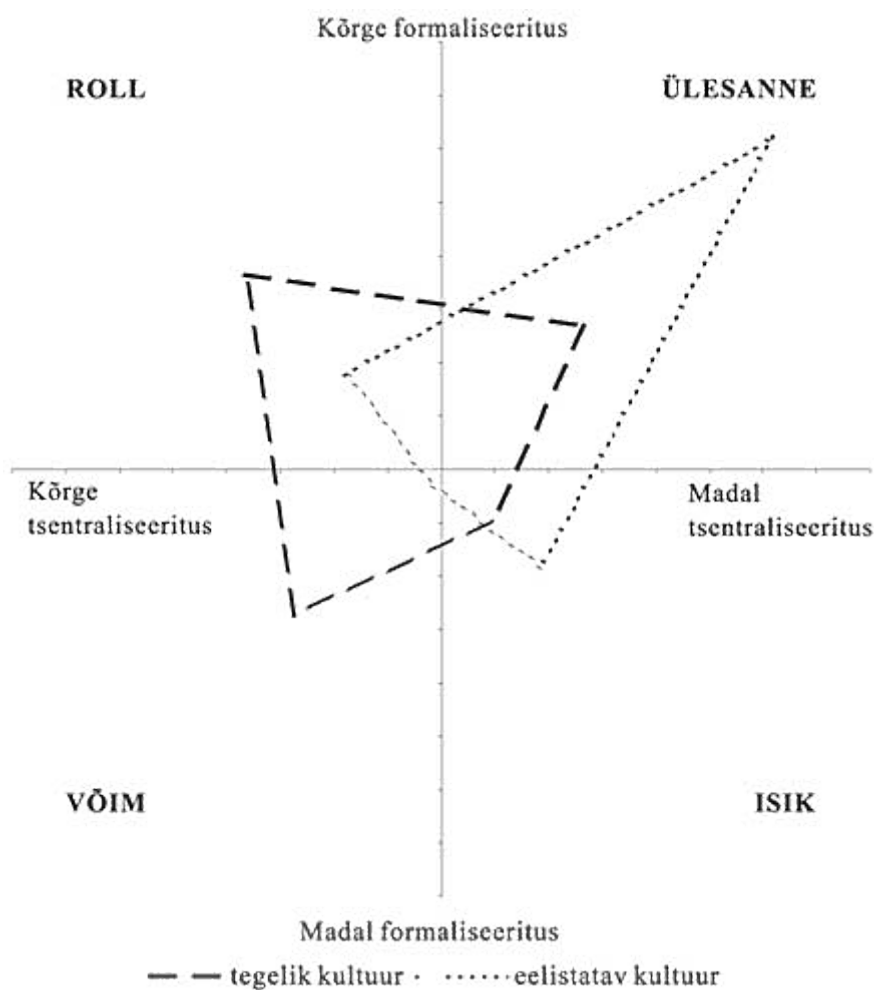 Kõrge formaliseeritus
ROLL
ÜLESANNE
Kõrge
tsentraliseeritus
Madal
tsentraliseeritus
VÕIM
ISIK
Madal formaliseeritus
tegelik kultuur
eelistatav kultuur